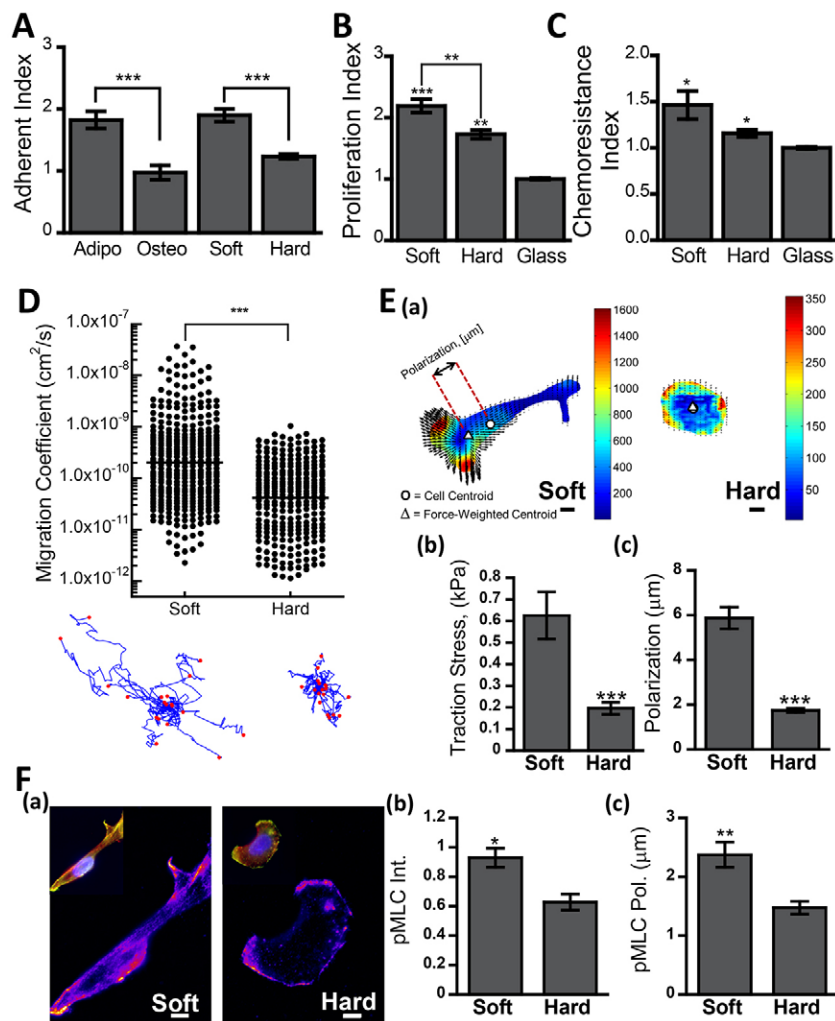 A
Adherent Index
3
2
1
0
***
***
Adipo
Osteo
Soft
Hard
B
Proliferation Index
3
2
1
0
**
***
**
Soft
Hard
Glass
C
Chemoresistance
Index
2.0
1.5
1.0
0.5
0.0
*
*
Soft
Hard
Glass
D
Migration Coefficient (cm²/s)
1.0x10⁻⁷
1.0x10⁻⁸
1.0x10⁻⁹
1.0x10⁻¹⁰
1.0x10⁻¹¹
1.0x10⁻¹²
***
Soft
Hard
E
(a)
Polarization, [μm]
O = Cell Centroid
Δ = Force-Weighted Centroid
Soft
1600
1400
1200
1000
800
600
400
200
Hard
350
300
250
200
150
100
50
0
(b)
Traction Stress, (kPa)
0.8
0.7
0.6
0.5
0.4
0.3
0.2
0.1
0
***
Soft
Hard
(c)
Polarization (μm)
8
6
4
2
0
***
Soft
Hard
F
(a)
Soft
Hard
(b)
pMLC Int.
1.2
1
0.8
0.6
0.4
0.2
0
*
Soft
Hard
(c)
pMLC Pol. (μm)
3
2
1
0
**
Soft
Hard